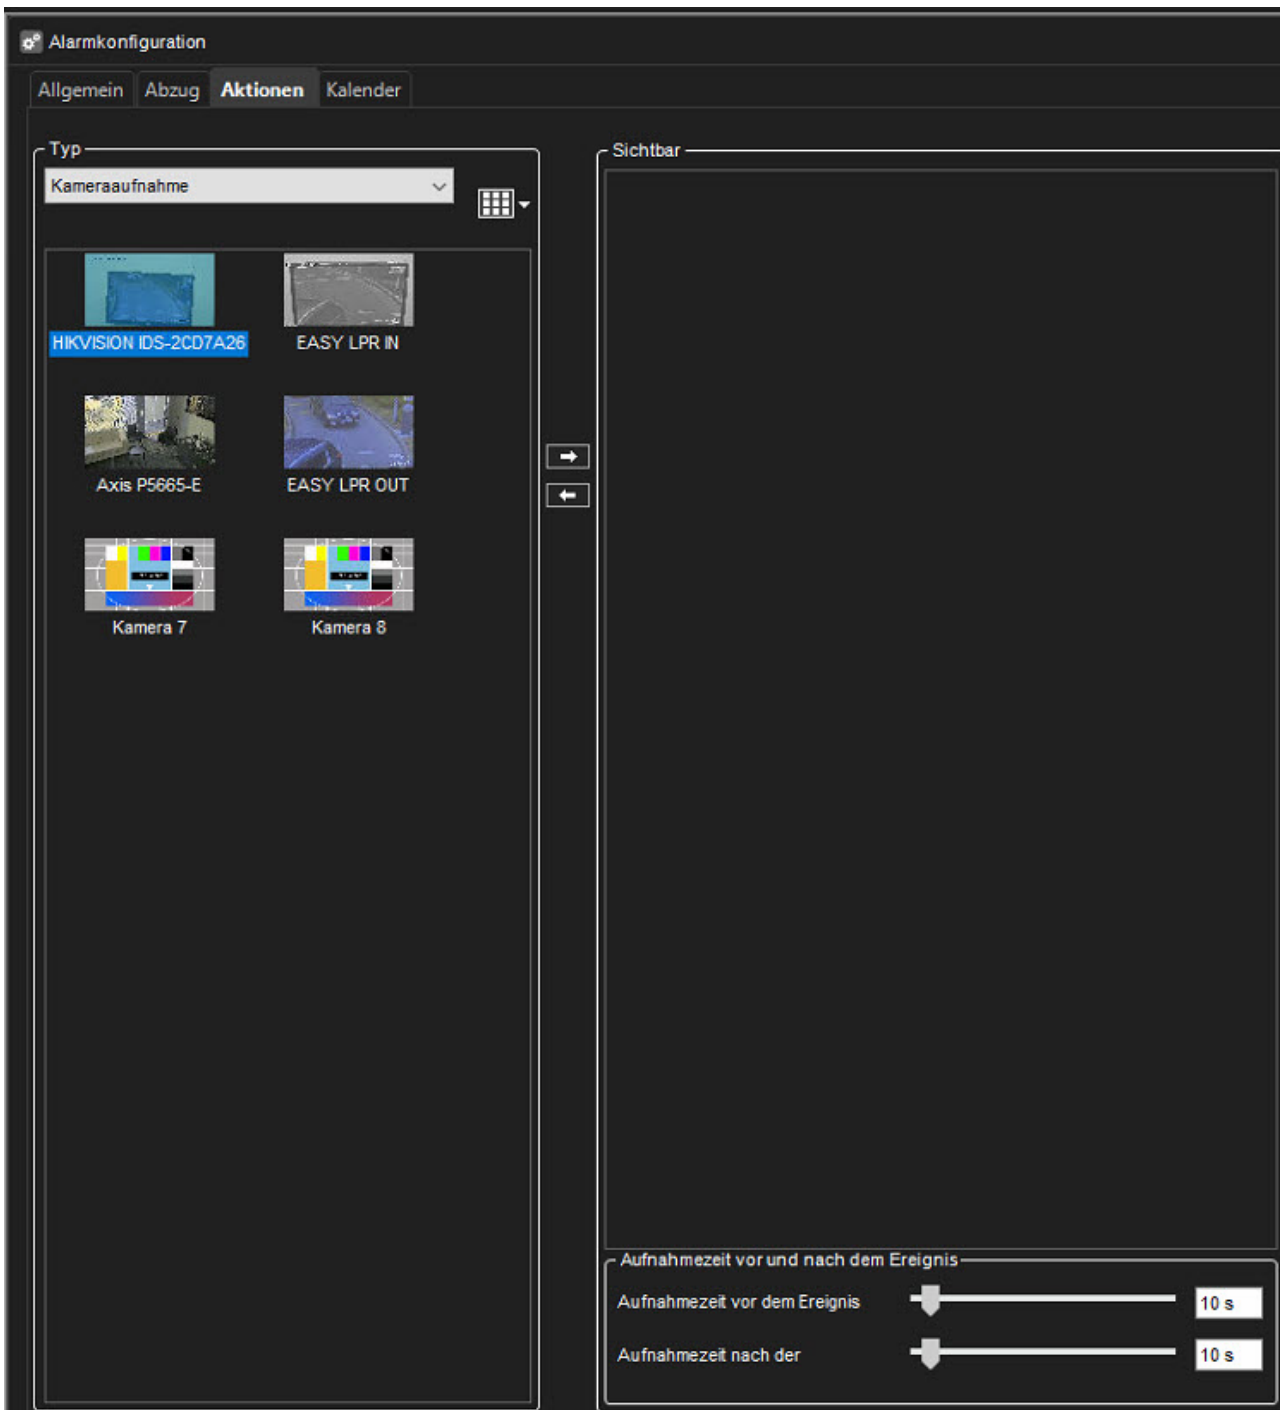 Alarmkonfiguration
Allgemein Abzug Aktionen Kalender
Typ
Kameraaufnahme
HIKVISION IDS-2CD7A26 EASY LPR IN
Axis P5665-E EASY LPR OUT
Kamera 7 Kamera 8
Sichtbar
Aufnahmezeit vor und nach dem Ereignis
Aufnahmezeit vor dem Ereignis 10 s
Aufnahmezeit nach der 10 s